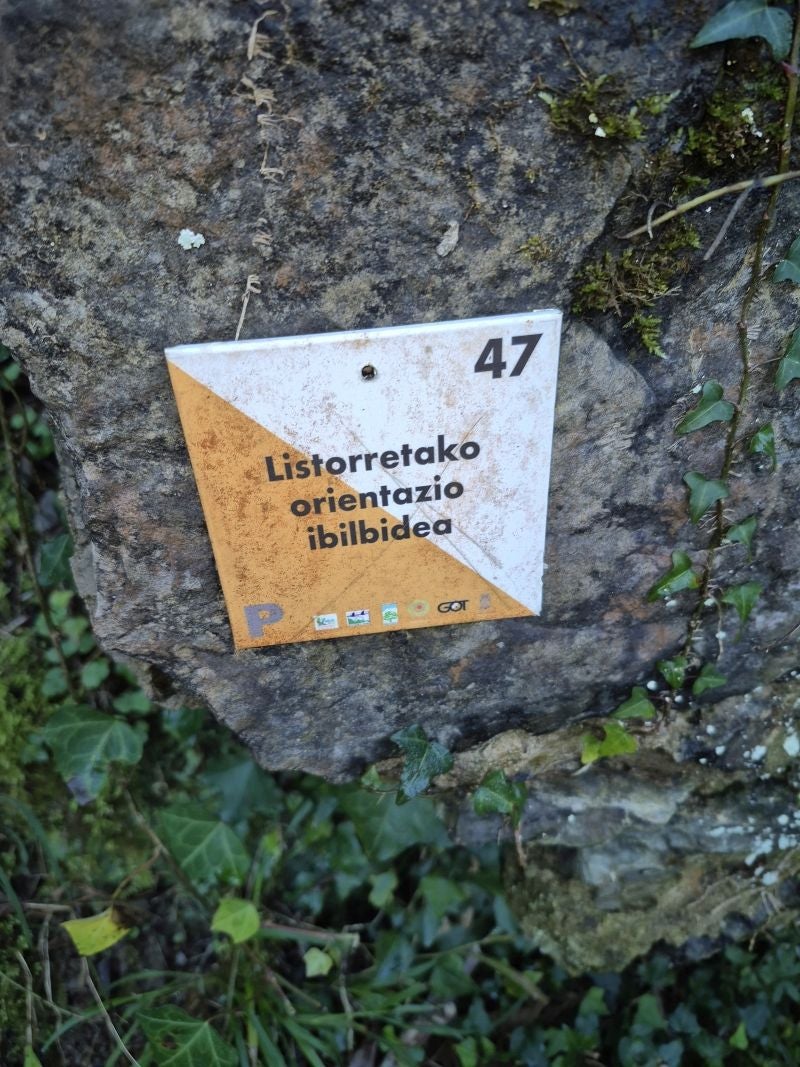 47
Listorretako
orientazio
ibilbidea
P
GOT